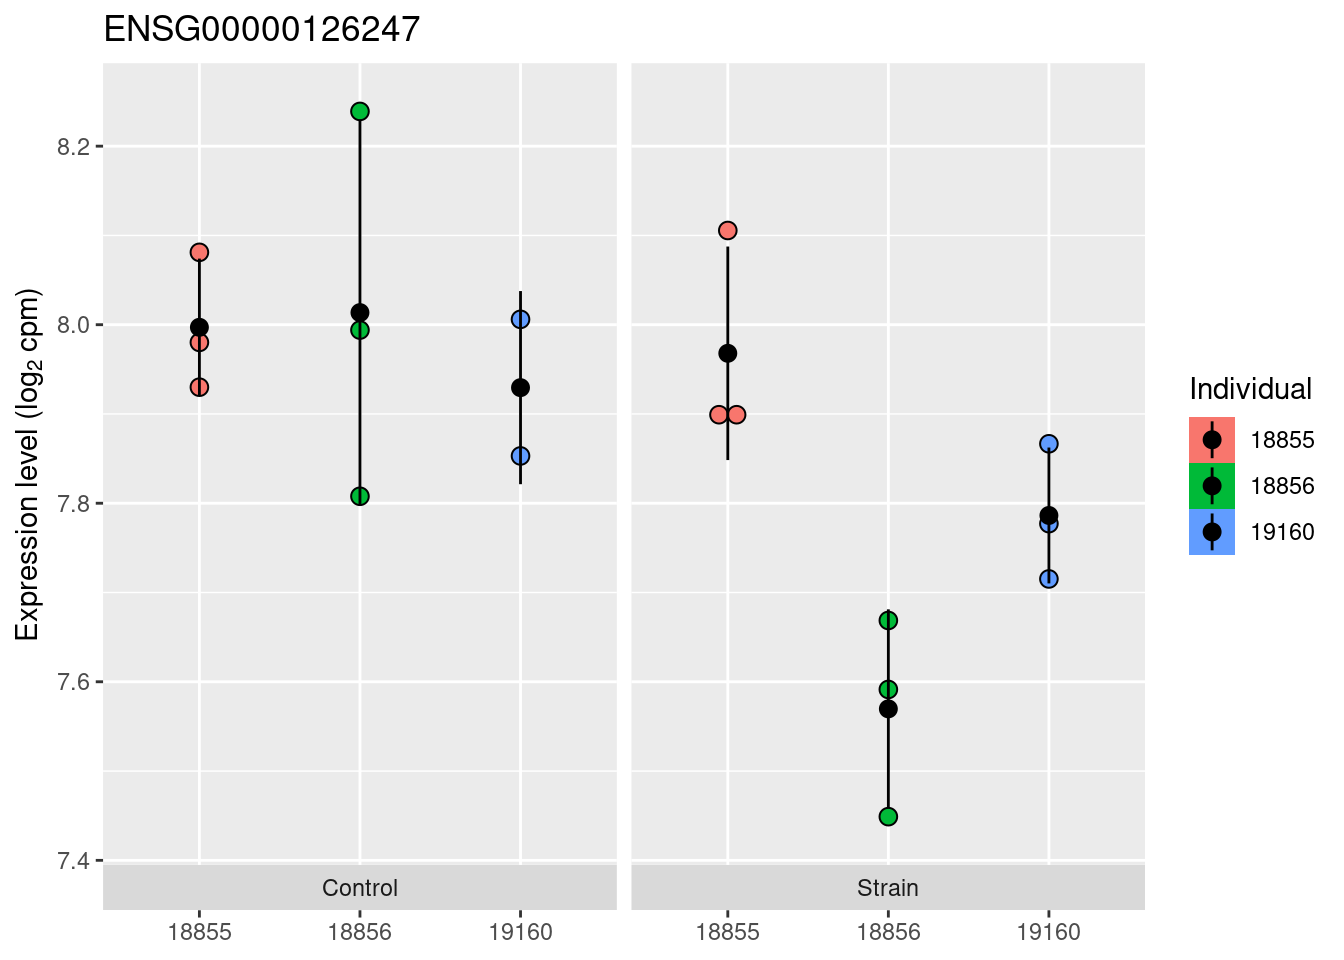 ENSG00000126247
Expression level (log₂ cpm)
8.2
8.0
7.8
7.6
7.4
Control
Strain
18855
18856
19160
18855
18856
19160
Individual
18855
18856
19160